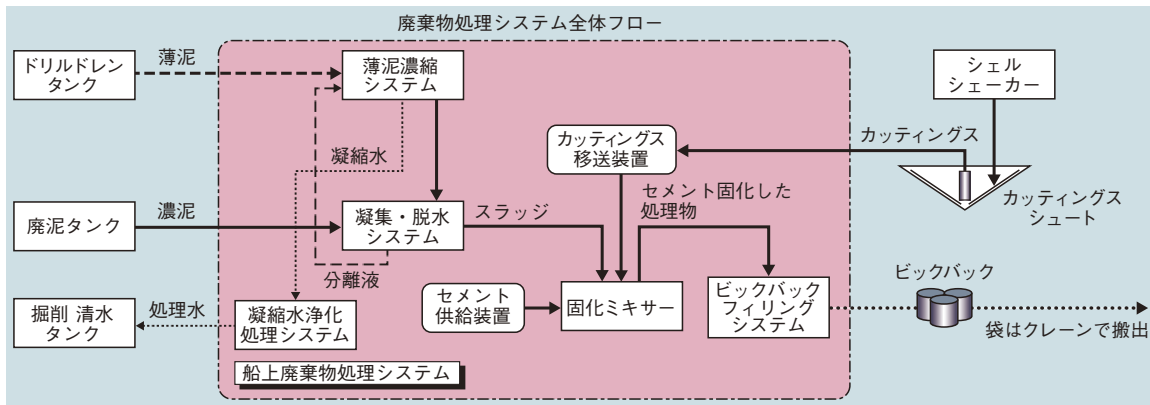 廃棄物処理システム全体フロー
ドリルドレン
タンク
薄泥
薄泥濃縮
システム
シェル
シェーカー
カッティングス
移送装置
カッティングス
凝縮水
カッティングス
シュート
セメント固化した
処理物
廃泥タンク
濃泥
凝集・脱水
システム
スラッジ
分離液
ビックバック
掘削 清水
タンク
処理水
凝縮水浄化
処理システム
セメント
供給装置
固化ミキサー
ビックバック
フィリング
システム
袋はクレーンで搬出
船上廃棄物処理システム